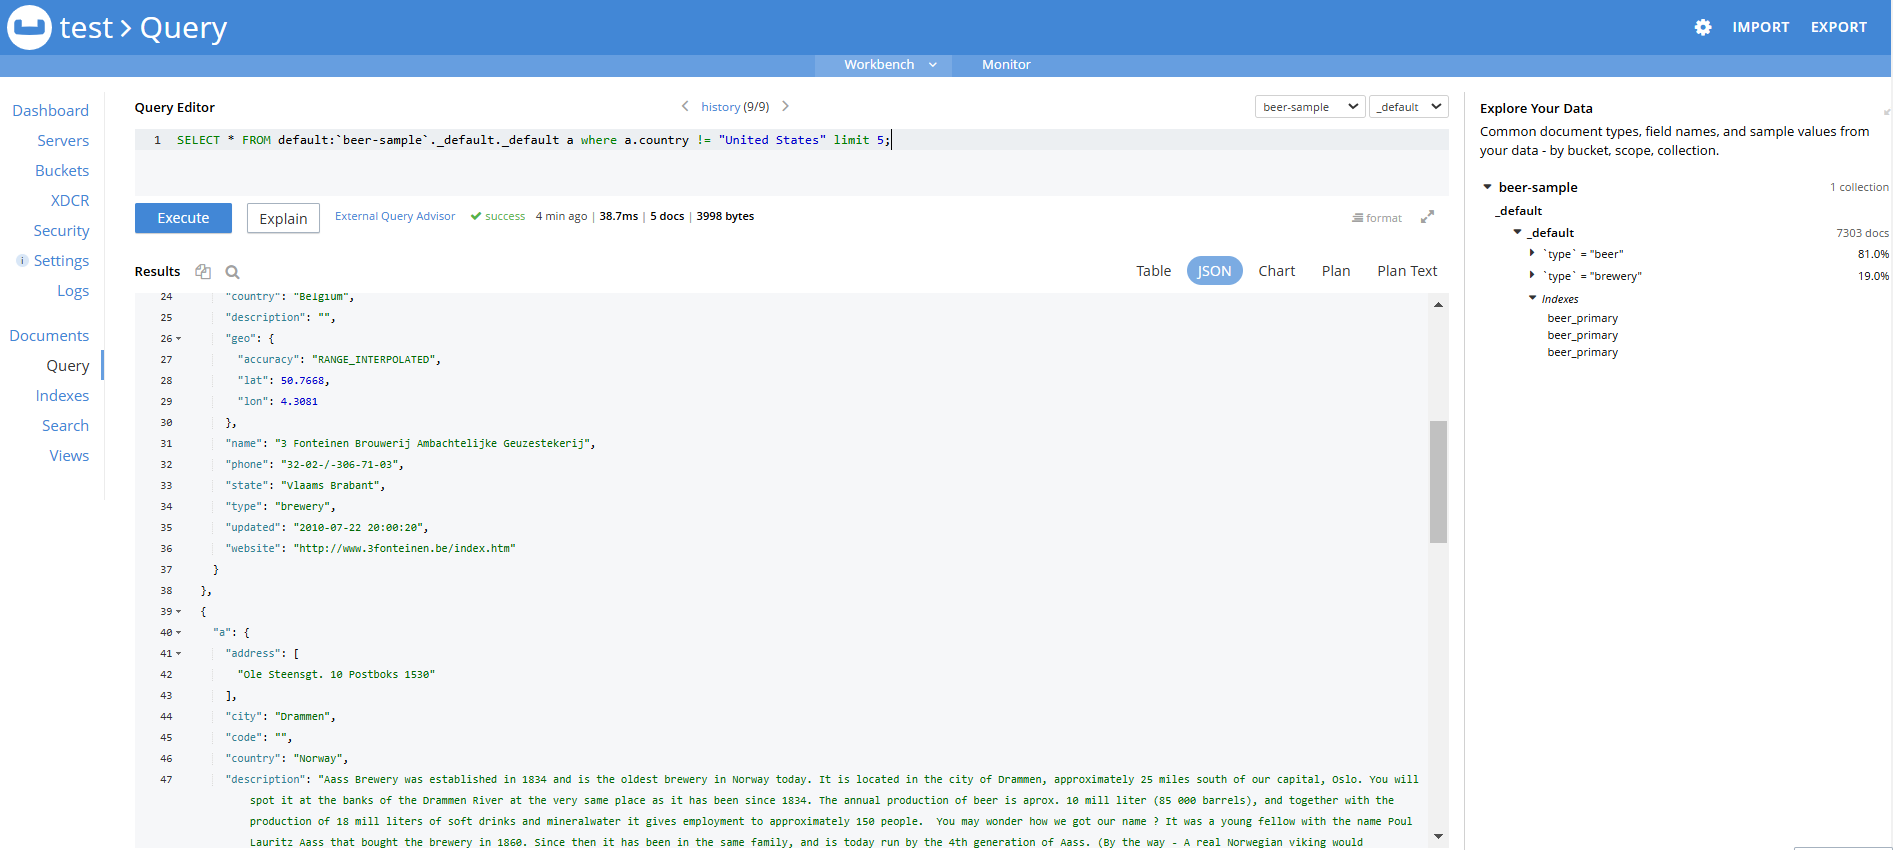 test > Query
IMPORT
EXPORT
Workbench
Monitor
Dashboard
Servers
Buckets
XDCR
Security
Settings
Logs
Documents
Query
Indexes
Search
Views
Query Editor
history (9/9)
beer-sample
_default
1 SELECT * FROM default:`beer-sample`._default._default a where a.country != "United States" limit 5;
Execute
Explain
External Query Advisor
success
4 min ago | 38.7ms | 5 docs | 3998 bytes
format
Results
Table
JSON
Chart
Plan
Plan Text
24 "country": "Belgium",
25 "description": "",
26 "geo": {
27 "accuracy": "RANGE_INTERPOLATED",
28 "lat": 50.7668,
29 "lon": 4.3081
30 },
31 "name": "3 Fonteinen Brouwerij Ambachtelijke Geuzestekerij",
32 "phone": "32-02-/-306-71-03",
33 "state": "Vlaams Brabant",
34 "type": "brewery",
35 "updated": "2010-07-22 20:00:20",
36 "website": "http://www.3fonteinen.be/index.htm"
37 }
38 },
39 {
40 "a": {
41 "address": [
42 "Ole Steensgt. 10 Postboks 1530"
43 ],
44 "city": "Drammen",
45 "code": "",
46 "country": "Norway",
47 "description": "Aass Brewery was established in 1834 and is the oldest brewery in Norway today. It is located in the city of Drammen, approximately 25 miles south of our capital, Oslo. You will
spot it at the banks of the Drammen River at the very same place as it has been since 1834. The annual production of beer is aprox. 10 mill liter (85 000 barrels), and together with the
production of 18 mill liters of soft drinks and mineralwater it gives employment to approximately 150 people.  You may wonder how we got our name ? It was a young fellow with the name Poul
Lauritz Aass that bought the brewery in 1860. Since then it has been in the same family, and is today run by the 4th generation of Aass. (By the way - A real Norwegian viking would
Explore Your Data
Common document types, field names, and sample values from
your data - by bucket, scope, collection.
beer-sample
1 collection
_default
_default
7303 docs
`type` = "beer"
81.0%
`type` = "brewery"
19.0%
Indexes
beer_primary
beer_primary
beer_primary